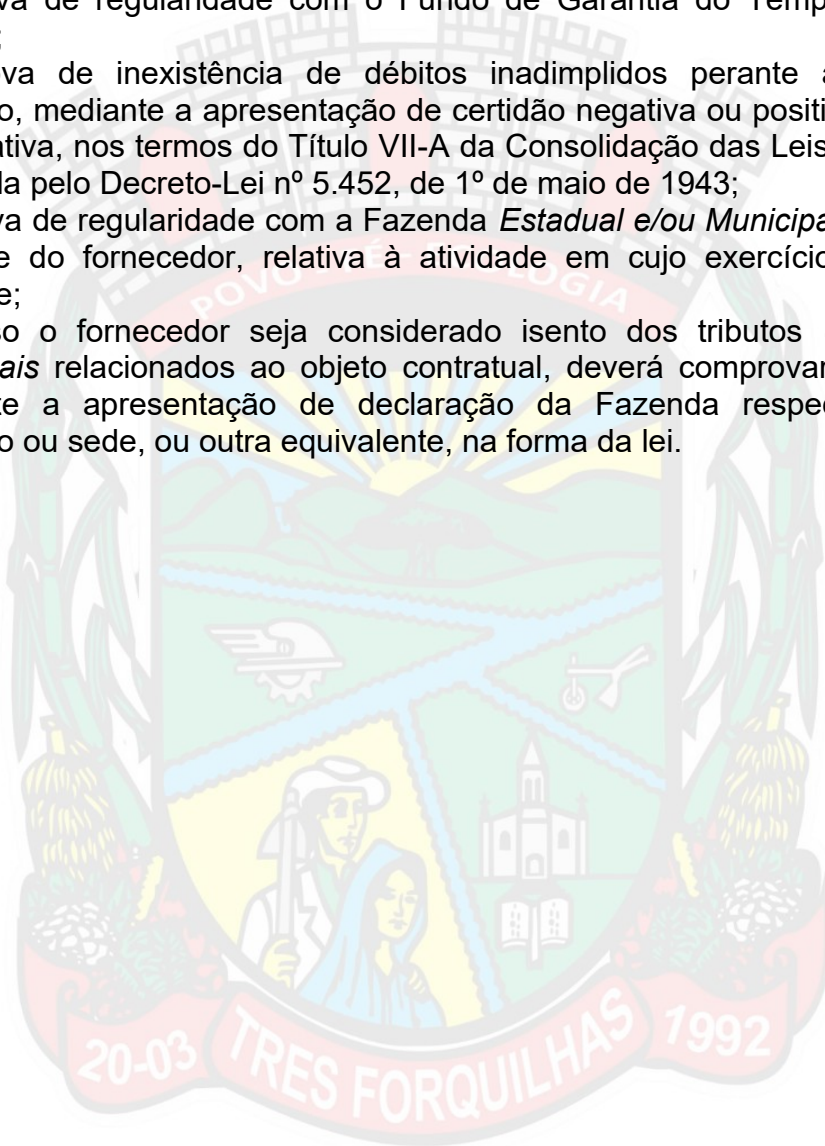 va de regularidade com o Fundo de Garantia do Temp
va de inexistência de débitos inadimplidos perante a
o, mediante a apresentação de certidão negativa ou positi
ativa, nos termos do Título VII-A da Consolidação das Leis
da pelo Decreto-Lei nº 5.452, de 1º de maio de 1943;
va de regularidade com a Fazenda Estadual e/ou Municipa
e do fornecedor, relativa à atividade em cujo exercício
e;
so o fornecedor seja considerado isento dos tributos
ais relacionados ao objeto contratual, deverá comprovar
te a apresentação de declaração da Fazenda respec
o ou sede, ou outra equivalente, na forma da lei.
POVO FÉ ECOLOGIA
20-03 TRES FORQUILHAS 1992